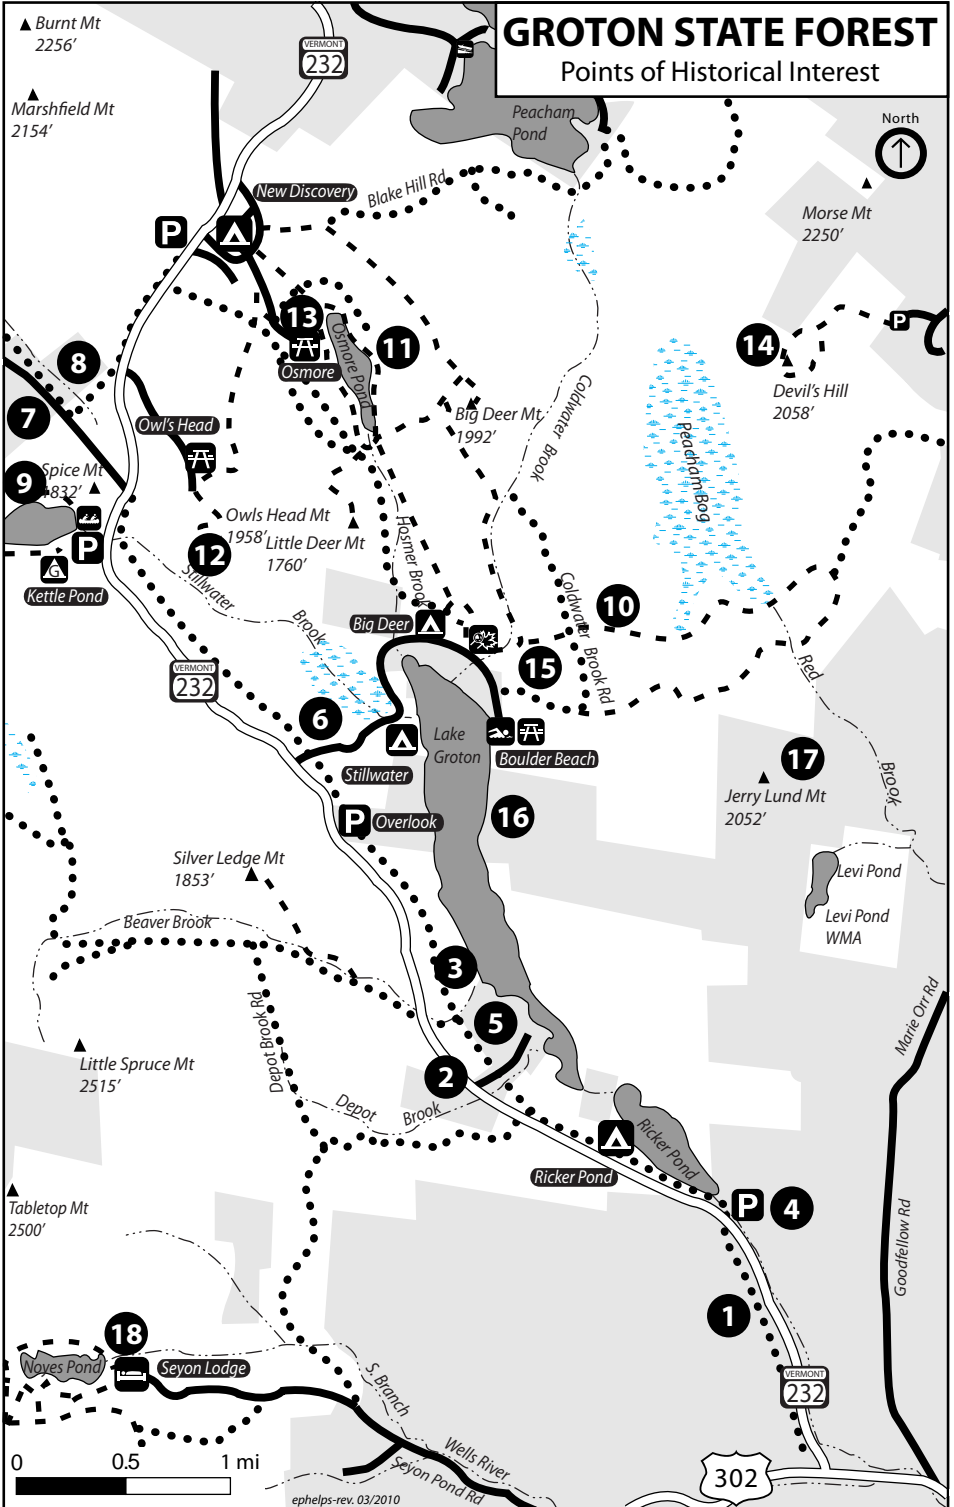 GROTON STATE FOREST
Points of Historical Interest
Burnt Mt
2256’
VERMONT
232
Marshfield Mt
2154’
Peacham
Pond
North
New Discovery
Blake Hill Rd
Morse Mt
2250’
P
13
11
14
P
8
Osmore
Osmore Pond
Devil's Hill
2058’
7
Owl's Head
Big Deer Mt
1992’
Coldwater Brook
Peacham Bog
9
Spice Mt
1832’
Owls Head Mt
1958’
Little Deer Mt
1760’
12
P
G
Kettle Pond
Stillwater
Brook
Hosmer Brook
Coldwater Brook Rd
10
Big Deer
15
Red
Brook
VERMONT
232
6
Lake
Groton
Stillwater
Boulder Beach
17
Jerry Lund Mt
2052’
16
P
Overlook
Silver Ledge Mt
1853’
Levi Pond
Levi Pond
WMA
Beaver Brook
3
5
Depot Brook Rd
Marie Orr Rd
Little Spruce Mt
2515’
2
Depot
Brook
Ricker Pond
Ricker Pond
Tabletop Mt
2500’
P
4
Goodfellow Rd
1
18
Noyes Pond
Seyon Lodge
S. Branch
Wells River
Seyon Pond Rd
VERMONT
232
302
0
0.5
1 mi
ephelps-rev. 03/2010